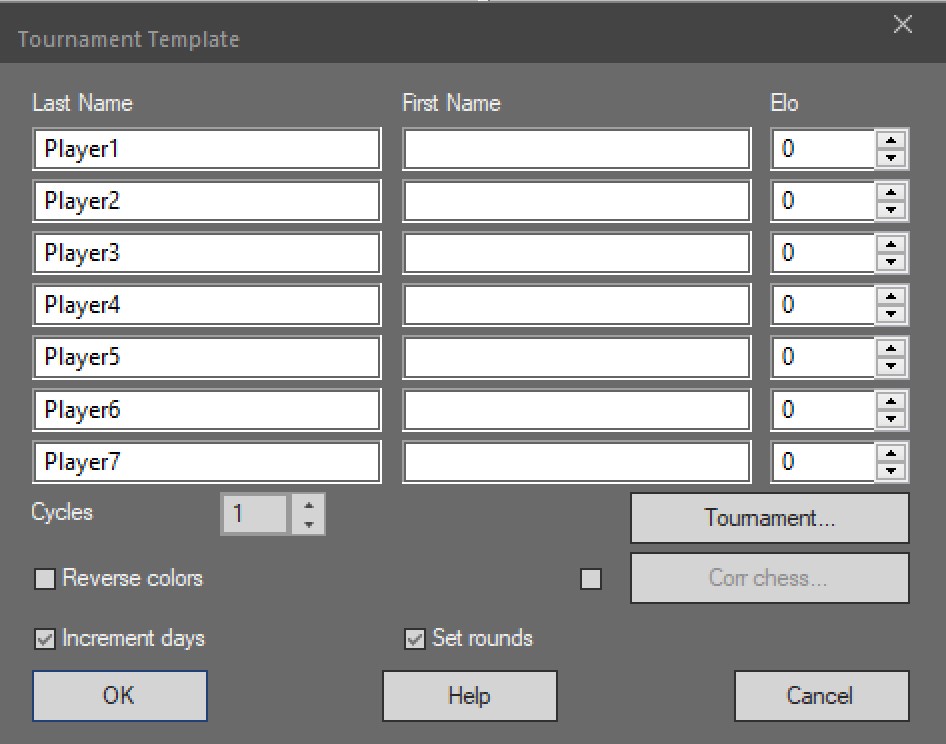 Tournament Template
Last Name First Name Elo
Player1 0
Player2 0
Player3 0
Player4 0
Player5 0
Player6 0
Player7 0
Cycles 1 Tournament...
Reverse colors Corr chess...
Increment days Set rounds
OK Help Cancel